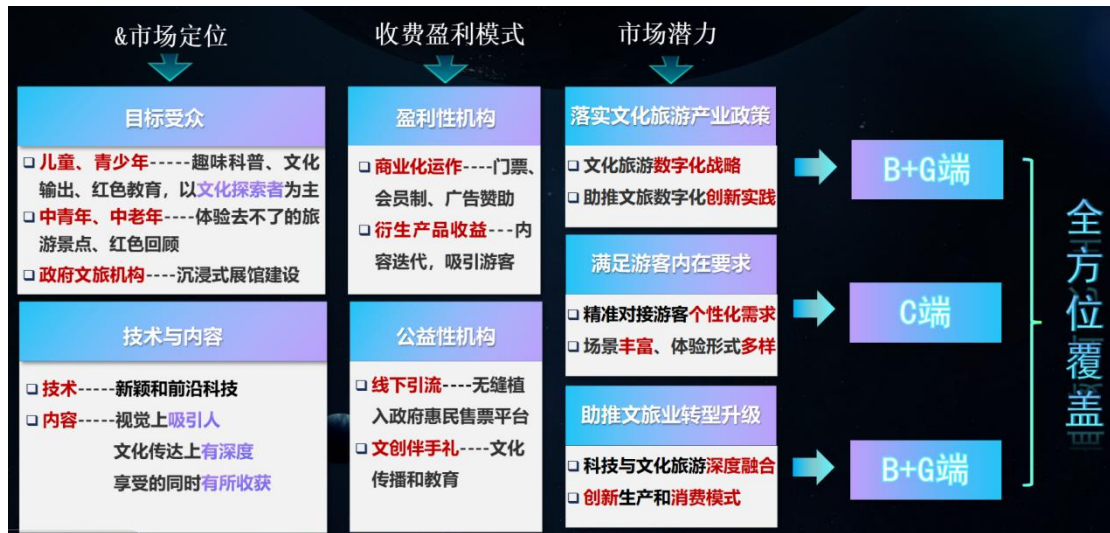 &市场定位
收费盈利模式
市场潜力
目标受众
□儿童、青少年-----趣味科普、文化
输出、红色教育，以文化探索者为主
□中青年、中老年----体验去不了的旅
游景点、红色回顾
□政府文旅机构----沉浸式展馆建设
技术与内容
□技术-----新颖和前沿科技
□内容-----视觉上吸引人
文化传达上有深度
享受的同时有所收获
盈利性机构
□商业化运作----门票、
会员制、广告赞助
□衍生产品收益---内
容迭代，吸引游客
公益性机构
□线下引流----无缝植
入政府惠民售票平台
□文创伴手礼----文化
传播和教育
落实文化旅游产业政策
□文化旅游数字化战略
□助推文旅数字化创新实践
B+G端
满足游客内在要求
□精准对接游客个性化需求
□场景丰富、体验形式多样
C端
助推文旅业转型升级
□科技与文化旅游深度融合
□创新生产和消费模式
B+G端
全方位覆盖